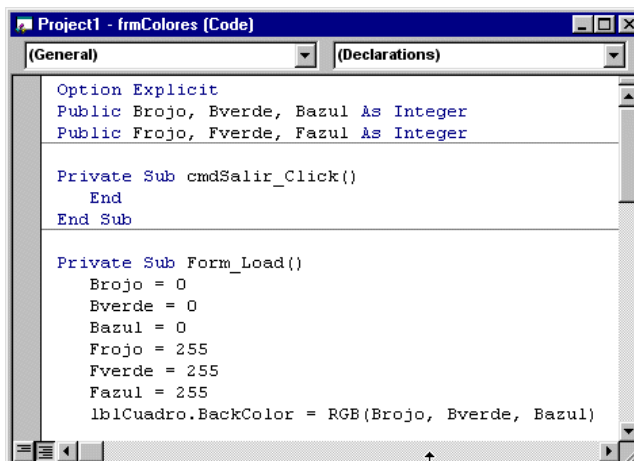 Project1 - frmColores (Code)
(General) (Declarations)
Option Explicit
Public Brojo, Bverde, Bazul As Integer
Public Frojo, Fverde, Fazul As Integer
Private Sub cmdSalir_Click()
End
End Sub
Private Sub Form_Load()
Brojo = 0
Bverde = 0
Bazul = 0
Frojo = 255
Fverde = 255
Fazul = 255
lblCuadro.BackColor = RGB(Brojo, Bverde, Bazul)